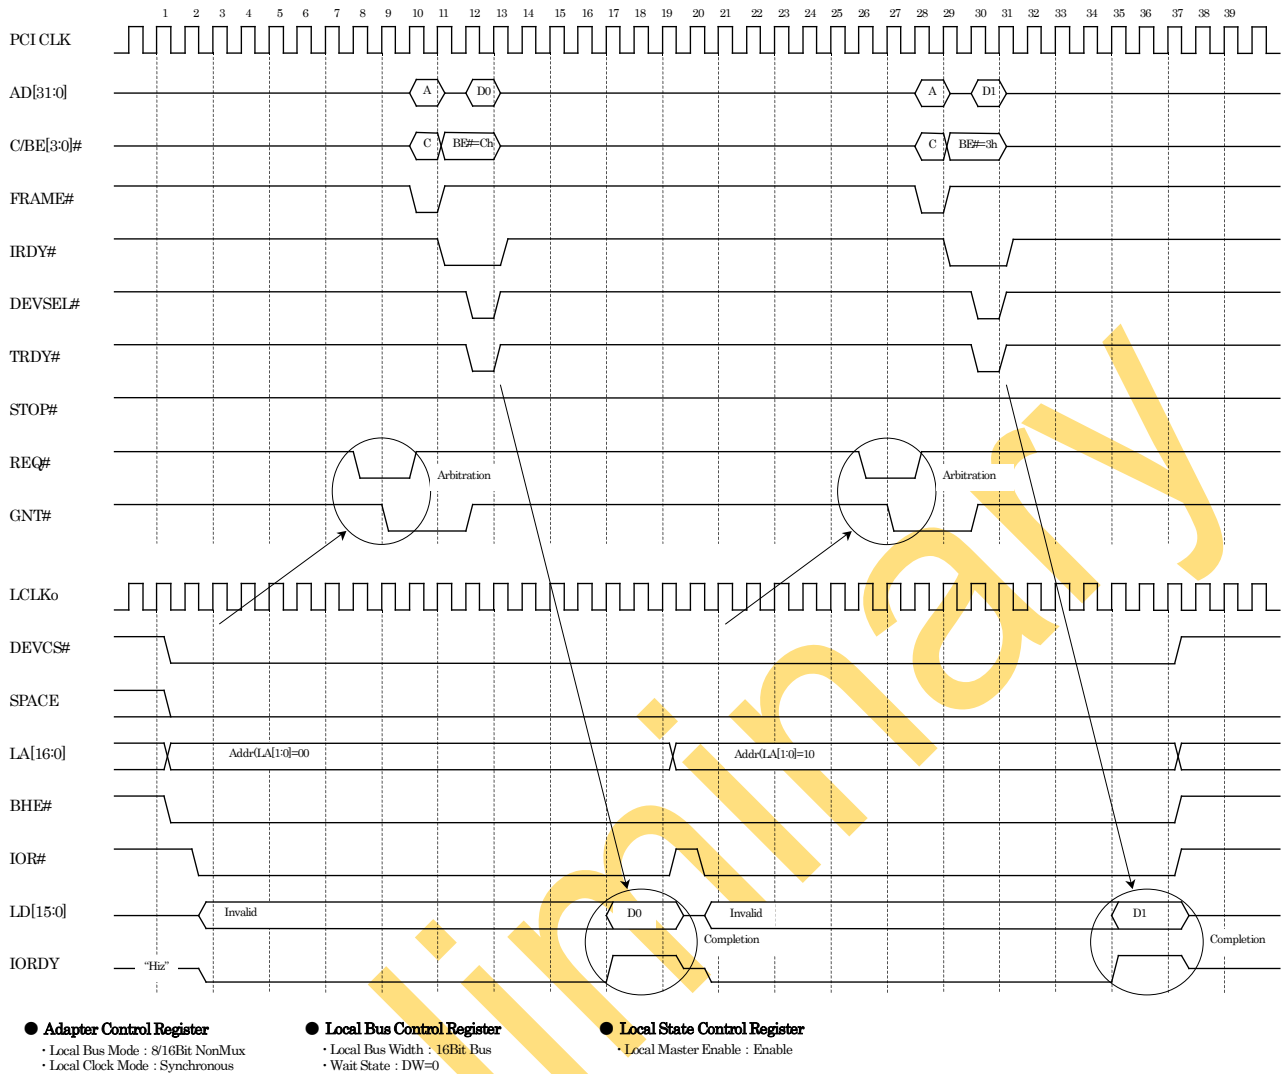 1 2 3 4 5 6 7 8 9 10 11 12 13 14 15 16 17 18 19 20 21 22 23 24 25 26 27 28 29 30 31 32 33 34 35 36 37 38 39
PCI CLK
AD[31:0] A D0 A D1
C/BE[3:0]# C BE#=Ch C BE#=3h
FRAME#
IRDY#
DEVSEL#
TRDY#
STOP#
REQ# Arbitration Arbitration
GNT#
LCLKo
DEVCS#
SPACE
LA[16:0] Addr(LA[1:0]=00 Addr(LA[1:0]=10
BHE#
IOR#
LD[15:0] Invalid D0 Invalid D1
Completion Completion
IORDY "Hiz"
● Adapter Control Register
・Local Bus Mode : 8/16Bit NonMux
・Local Clock Mode : Synchronous
● Local Bus Control Register
・Local Bus Width : 16Bit Bus
・Wait State : DW=0
● Local State Control Register
・Local Master Enable : Enable
liminary